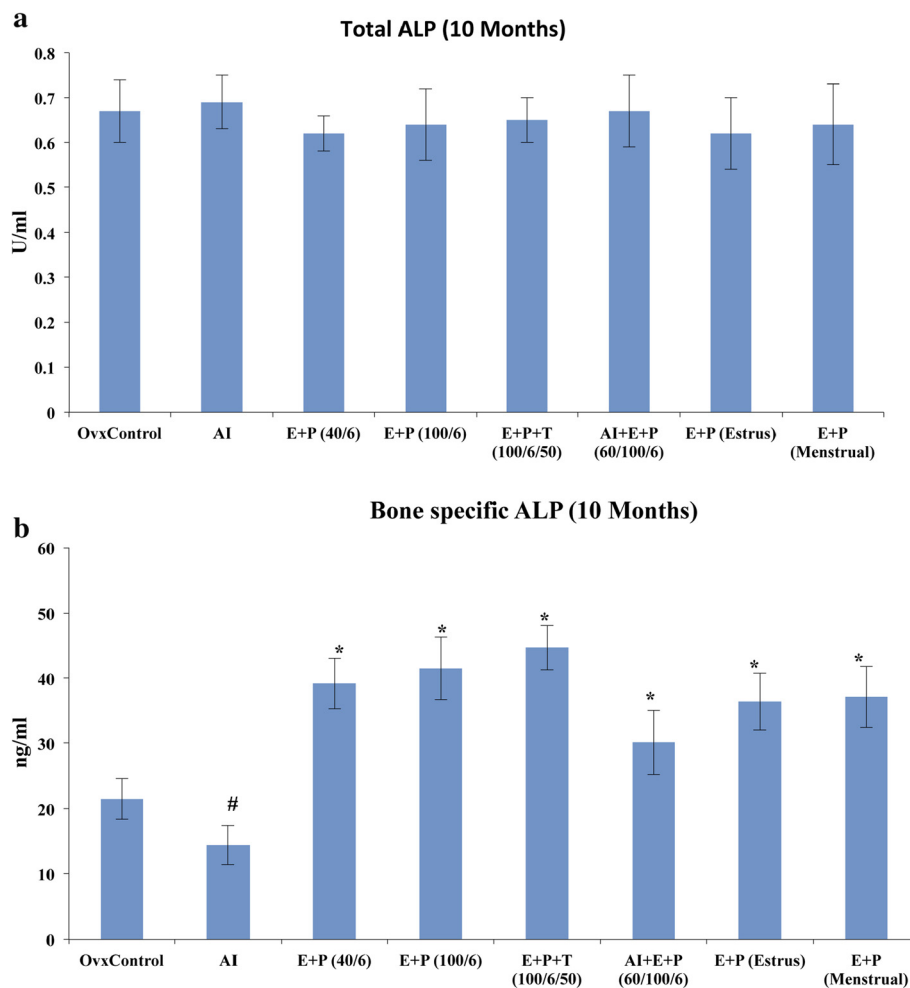 a
Total ALP (10 Months)
0.8
0.7
0.6
0.5
0.4
0.3
0.2
0.1
0
U/ml
OvxControl
AI
E+P (40/6)
E+P (100/6)
E+P+T
(100/6/50)
AI+E+P
(60/100/6)
E+P (Estrus)
E+P
(Menstrual)
b
Bone specific ALP (10 Months)
60
50
40
30
20
10
0
ng/ml
#
*
*
*
*
*
*
OvxControl
AI
E+P (40/6)
E+P (100/6)
E+P+T
(100/6/50)
AI+E+P
(60/100/6)
E+P (Estrus)
E+P
(Menstrual)